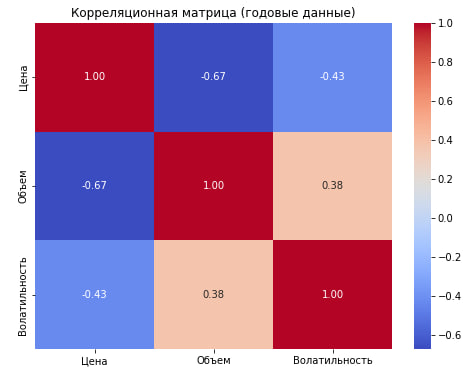 Корреляционная матрица (годовые данные)
Цена
1.00
-0.67
-0.43
Объем
-0.67
1.00
0.38
Волатильность
-0.43
0.38
1.00
Цена
Объем
Волатильность
1.0
0.8
0.6
0.4
0.2
0.0
−0.2
−0.4
−0.6